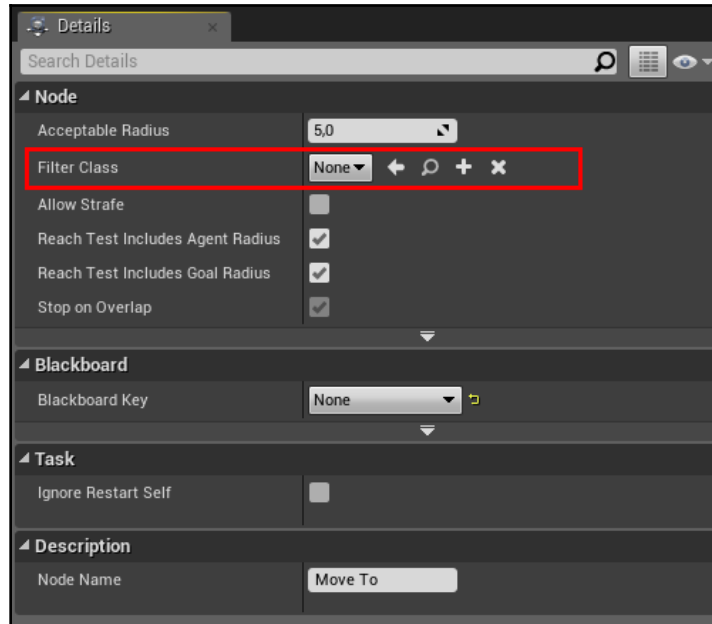 Details
Search Details
Node
Acceptable Radius 5,0
Filter Class None
Allow Strafe
Reach Test Includes Agent Radius
Reach Test Includes Goal Radius
Stop on Overlap
Blackboard
Blackboard Key None
Task
Ignore Restart Self
Description
Node Name Move To